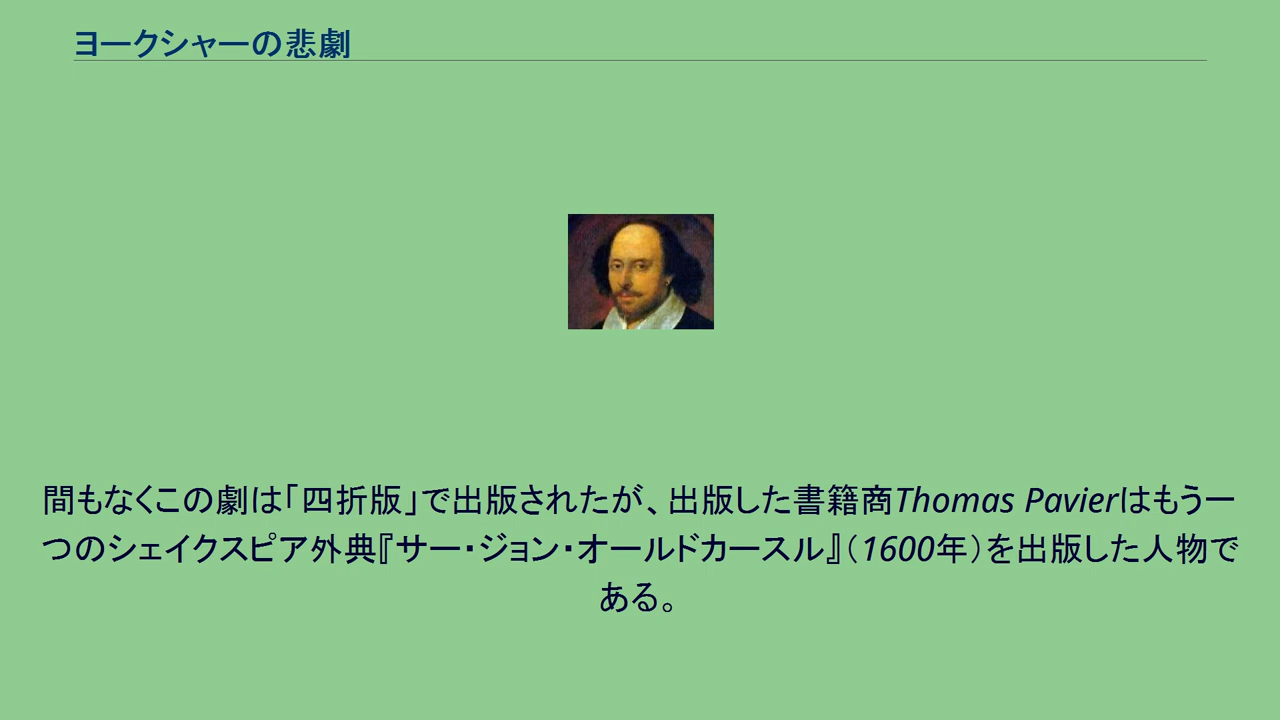 ヨークシャーの悲劇
間もなくこの劇は「四折版」で出版されたが、出版した書籍商Thomas Pavierはもう一
つのシェイクスピア外典『サー・ジョン・オールドカースル』（1600年）を出版した人物で
ある。